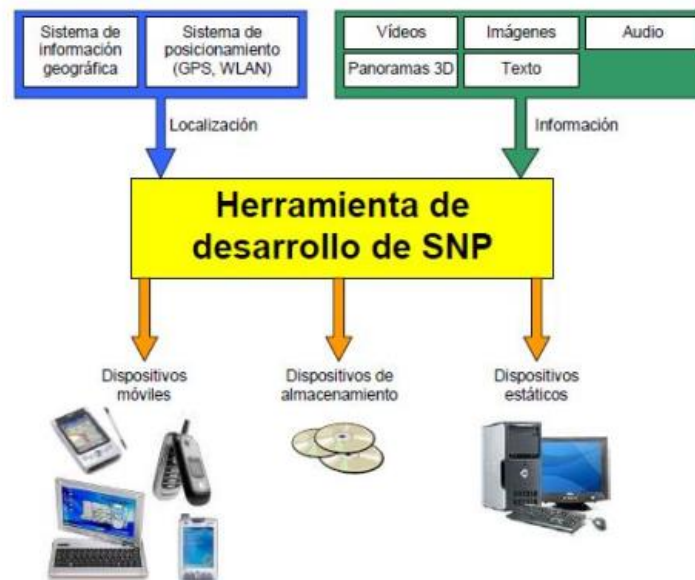 Sistema de
información
geográfica
Sistema de
posicionamiento
(GPS, WLAN)
Vídeos
Imágenes
Audio
Panoramas 3D
Texto
Localización
Información
Herramienta de
desarrollo de SNP
Dispositivos
móviles
Dispositivos de
almacenamiento
Dispositivos
estáticos